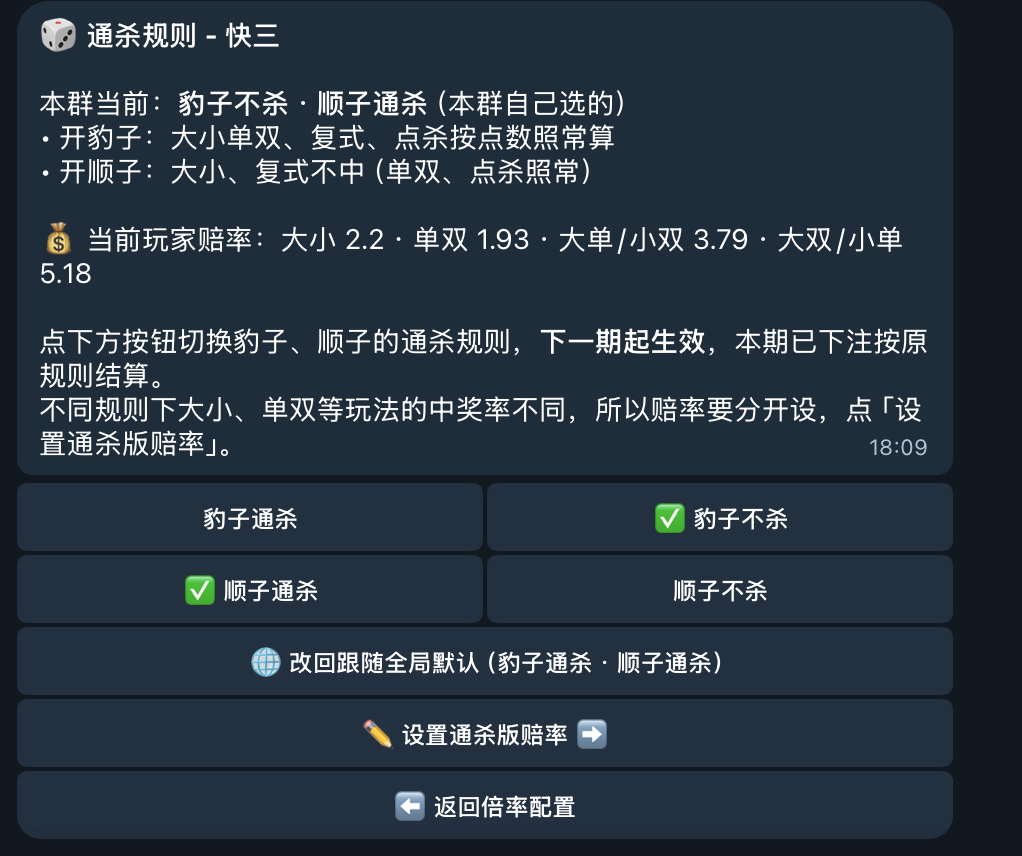 🎲 通杀规则 - 快三
本群当前：豹子不杀 · 顺子通杀（本群自己选的）
• 开豹子：大小单双、复式、点杀按点数照常算
• 开顺子：大小、复式不中（单双、点杀照常）
💰 当前玩家赔率：大小 2.2 · 单双 1.93 · 大单/小双 3.79 · 大双/小单
5.18
点下方按钮切换豹子、顺子的通杀规则，下一期起生效，本期已下注按原
规则结算。
不同规则下大小、单双等玩法的中奖率不同，所以赔率要分开设，点「设
置通杀版赔率」。
18:09
豹子通杀
✅ 豹子不杀
✅ 顺子通杀
顺子不杀
🌐 改回跟随全局默认（豹子通杀 · 顺子通杀）
✏️ 设置通杀版赔率 ➡️
⬅️ 返回倍率配置